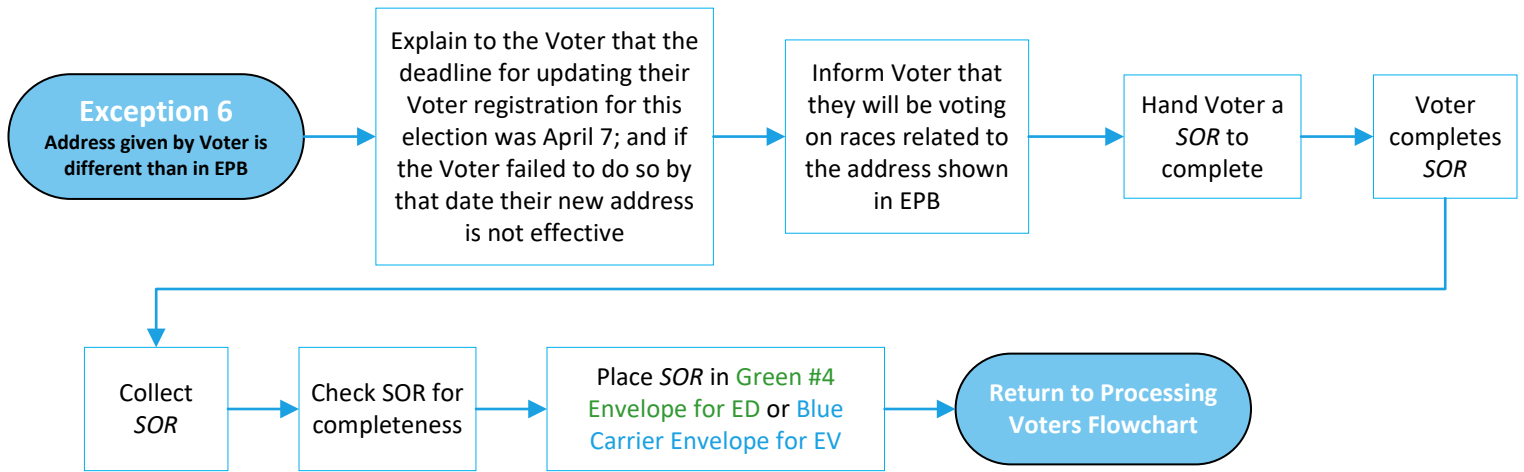 Exception 6
Address given by Voter is
different than in EPB
Explain to the Voter that the
deadline for updating their
Voter registration for this
election was April 7; and if
the Voter failed to do so by
that date their new address
is not effective
Inform Voter that
they will be voting
on races related to
the address shown
in EPB
Hand Voter a
SOR to
complete
Voter
completes
SOR
Collect
SOR
Check SOR for
completeness
Place SOR in Green #4
Envelope for ED or Blue
Carrier Envelope for EV
Return to Processing
Voters Flowchart